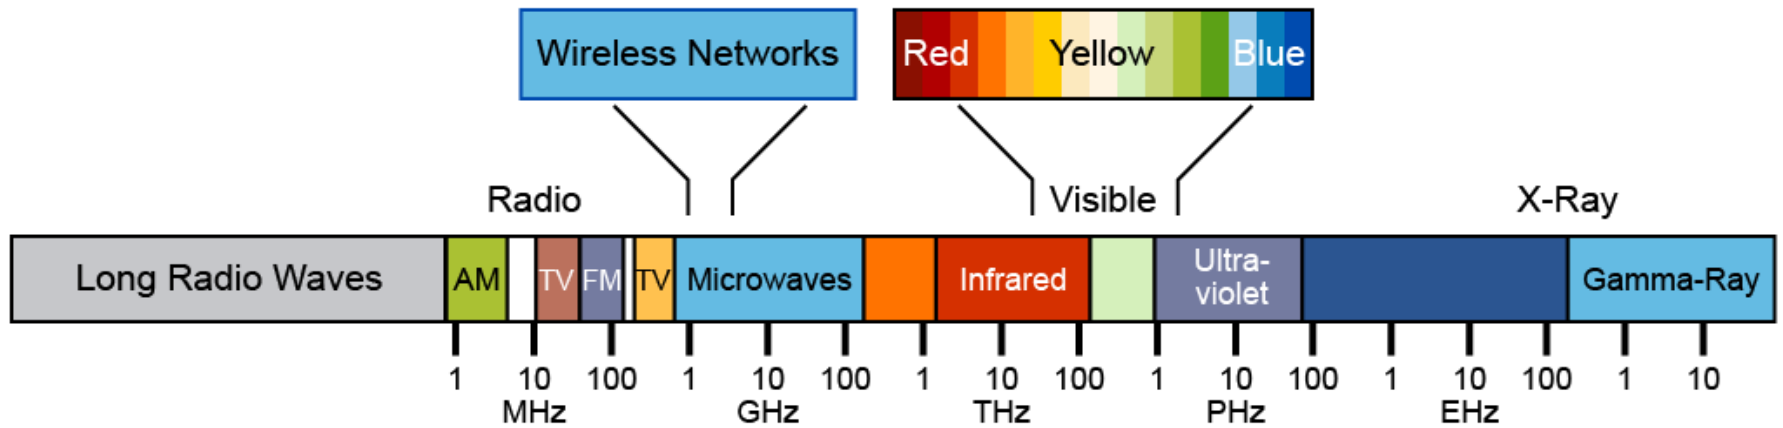 Wireless Networks
Red Yellow Blue
Radio Visible X-Ray
Long Radio Waves AM TV FM TV Microwaves Infrared Ultra-
violet Gamma-Ray
1 10 100 1 10 100 1 10 100 1 10 100 1 10 100 1 10
MHz GHz THz PHz EHz